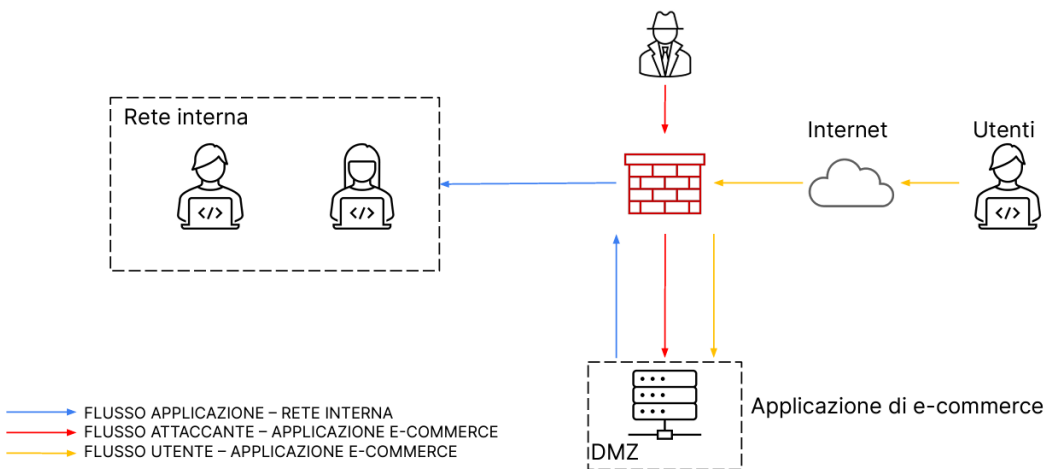 Rete interna
</>
</>
Internet
Utenti
</>
Applicazione di e-commerce
DMZ
FLUSSO APPLICAZIONE – RETE INTERNA
FLUSSO ATTACCANTE – APPLICAZIONE E-COMMERCE
FLUSSO UTENTE – APPLICAZIONE E-COMMERCE